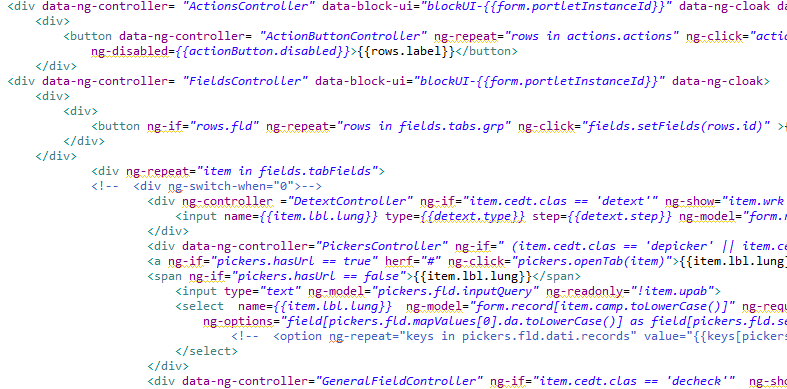 <div data-ng-controller= "ActionsController" data-block-ui="blockUI-{{form.portletInstanceId}}" data-ng-cloak da
<div>
<button data-ng-controller= "ActionButtonController" ng-repeat="rows in actions.actions" ng-click="actio
ng-disabled={{actionButton.disabled}}>{{rows.label}}</button>
</div>
<div data-ng-controller= "FieldsController" data-block-ui="blockUI-{{form.portletInstanceId}}" data-ng-cloak>
<div>
<div>
<button ng-if="rows.fld" ng-repeat="rows in fields.tabs.grp" ng-click="fields.setFields(rows.id)" >{
</div>
</div>
<div ng-repeat="item in fields.tabFields">
<!-- <div ng-switch-when="0">-->
<div ng-controller ="DetextController" ng-if="item.cedt.clas == 'detext'" ng-show="item.wrk
<input name={{item.lbl.lung}} type={{detext.type}} step={{detext.step}} ng-model="form.r
</div>
<div data-ng-controller="PickersController" ng-if=" (item.cedt.clas == 'depicker' || item.ce
<a ng-if="pickers.hasUrl == true" herf="#" ng-click="pickers.openTab(item)">{{item.lbl.lung
<span ng-if="pickers.hasUrl == false">{{item.lbl.lung}}</span>
<input type="text" ng-model="pickers.fld.inputQuery" ng-readonly="!item.upab">
<select name={{item.lbl.lung}} ng-model="form.record[item.camp.toLowerCase()]" ng-requ
ng-options="field[pickers.fld.mapValues[0].da.toLowerCase()] as field[pickers.fld.se
<!-- <option ng-repeat="keys in pickers.fld.dati.records" value="{{keys[pickers
</select>
</div>
<div data-ng-controller="GeneralFieldController" ng-if="item.cedt.clas == 'decheck'" ng-sho